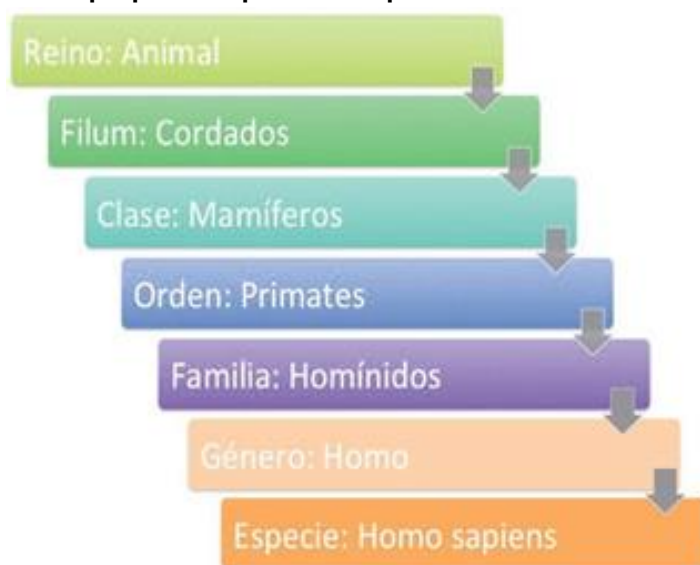 Reino: Animal
Filum: Cordados
Clase: Mamíferos
Orden: Primates
Familia: Homínidos
Género: Homo
Especie: Homo sapiens